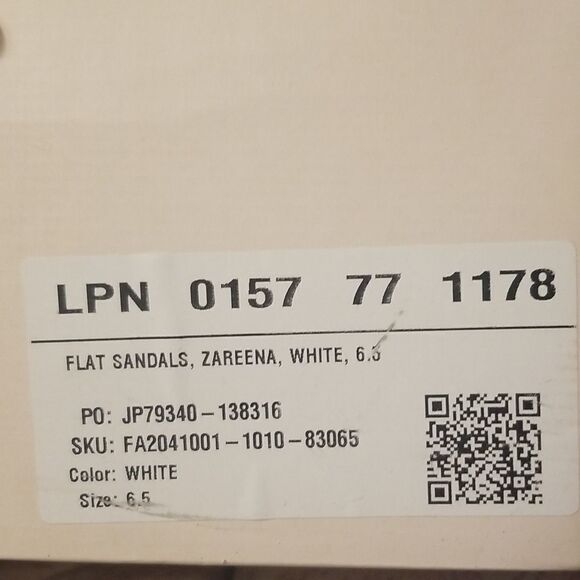 LPN 0157 77 1178
FLAT SANDALS, ZAREENA, WHITE, 6.5
PO: JP79340-138316
SKU: FA2041001-1010-83065
Color: WHITE
Size: 6.5